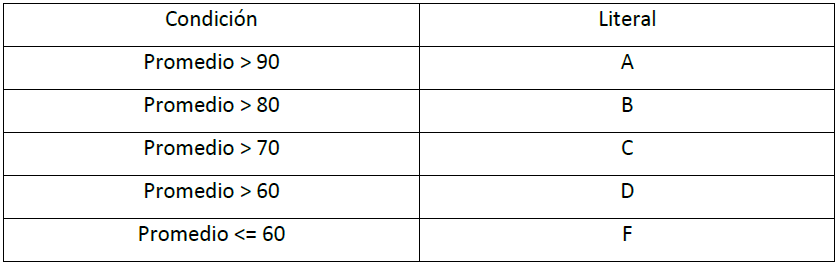 Condición Literal
Promedio > 90 A
Promedio > 80 B
Promedio > 70 C
Promedio > 60 D
Promedio <= 60 F